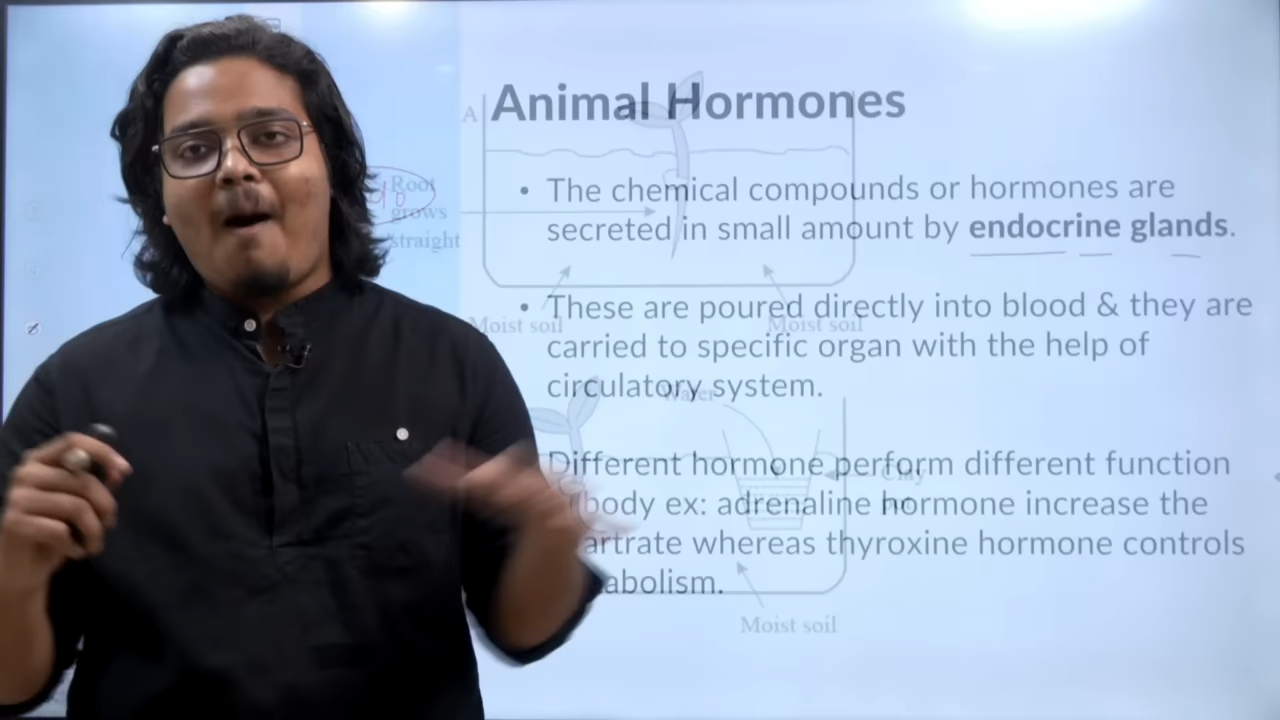 Animal Hormones
A
• The chemical compounds or hormones are
secreted in small amount by endocrine glands.
Root
grows
straight
• These are poured directly into blood & they are
carried to specific organ with the help of
circulatory system.
Moist soil
Moist soil
Water
Different hormone perform different function
body ex: adrenaline hormone increase the
artrate whereas thyroxine hormone controls
abolism.
Clay
Moist soil